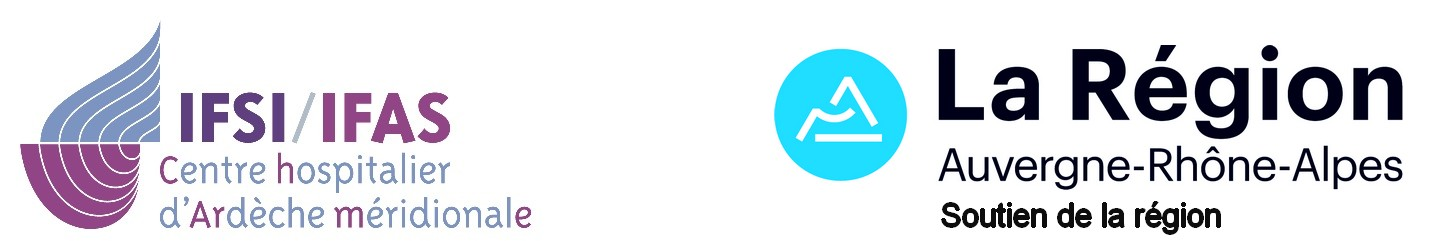 IFSI/IFAS
Centre hospitalier
d'Ardèche méridionale
La Région
Auvergne-Rhône-Alpes
Soutien de la région